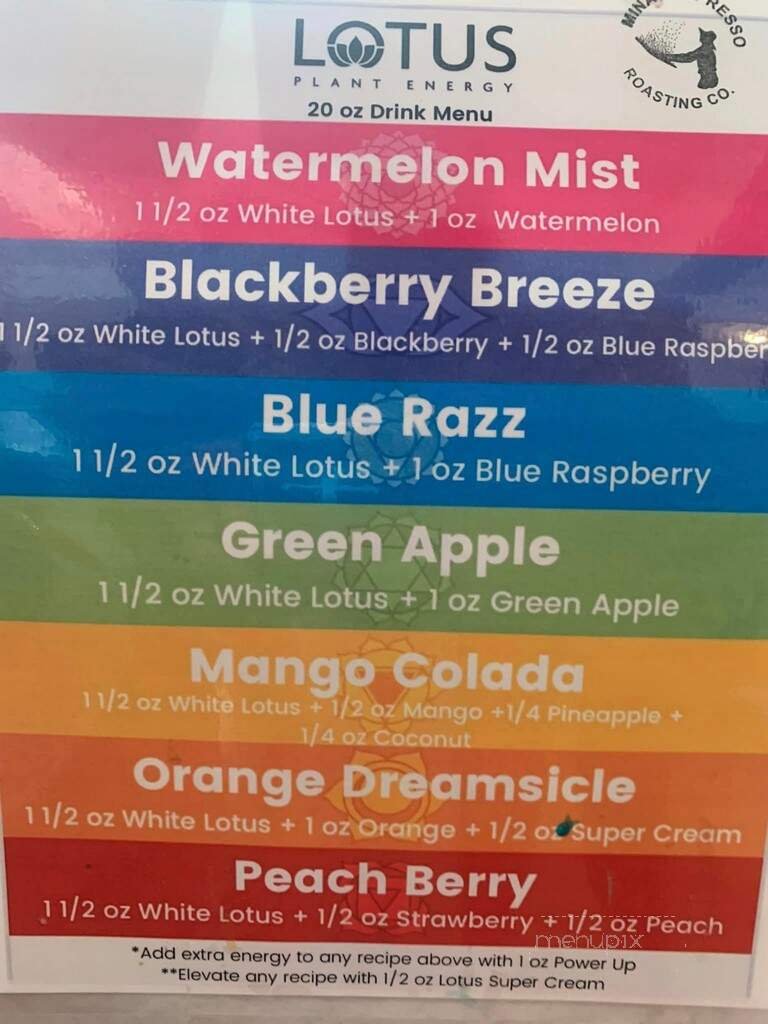 LOTUS
PLANT ENERGY
20 oz Drink Menu
ROASTING CO.
Watermelon Mist
1 1/2 oz White Lotus + 1 oz Watermelon
Blackberry Breeze
1 1/2 oz White Lotus + 1/2 oz Blackberry + 1/2 oz Blue Raspber
Blue Razz
1 1/2 oz White Lotus + 1 oz Blue Raspberry
Green Apple
1 1/2 oz White Lotus + 1 oz Green Apple
Mango Colada
1 1/2 oz White Lotus + 1/2 oz Mango +1/4 Pineapple +
1/4 oz Coconut
Orange Dreamsicle
1 1/2 oz White Lotus + 1 oz Orange + 1/2 oz Super Cream
Peach Berry
1 1/2 oz White Lotus + 1/2 oz Strawberry + 1/2 oz Peach
menupix
*Add extra energy to any recipe above with 1 oz Power Up
**Elevate any recipe with 1/2 oz Lotus Super Cream